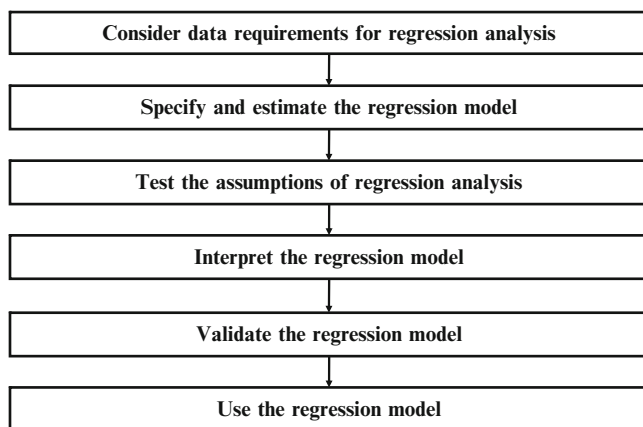 Consider data requirements for regression analysis
Specify and estimate the regression model
Test the assumptions of regression analysis
Interpret the regression model
Validate the regression model
Use the regression model